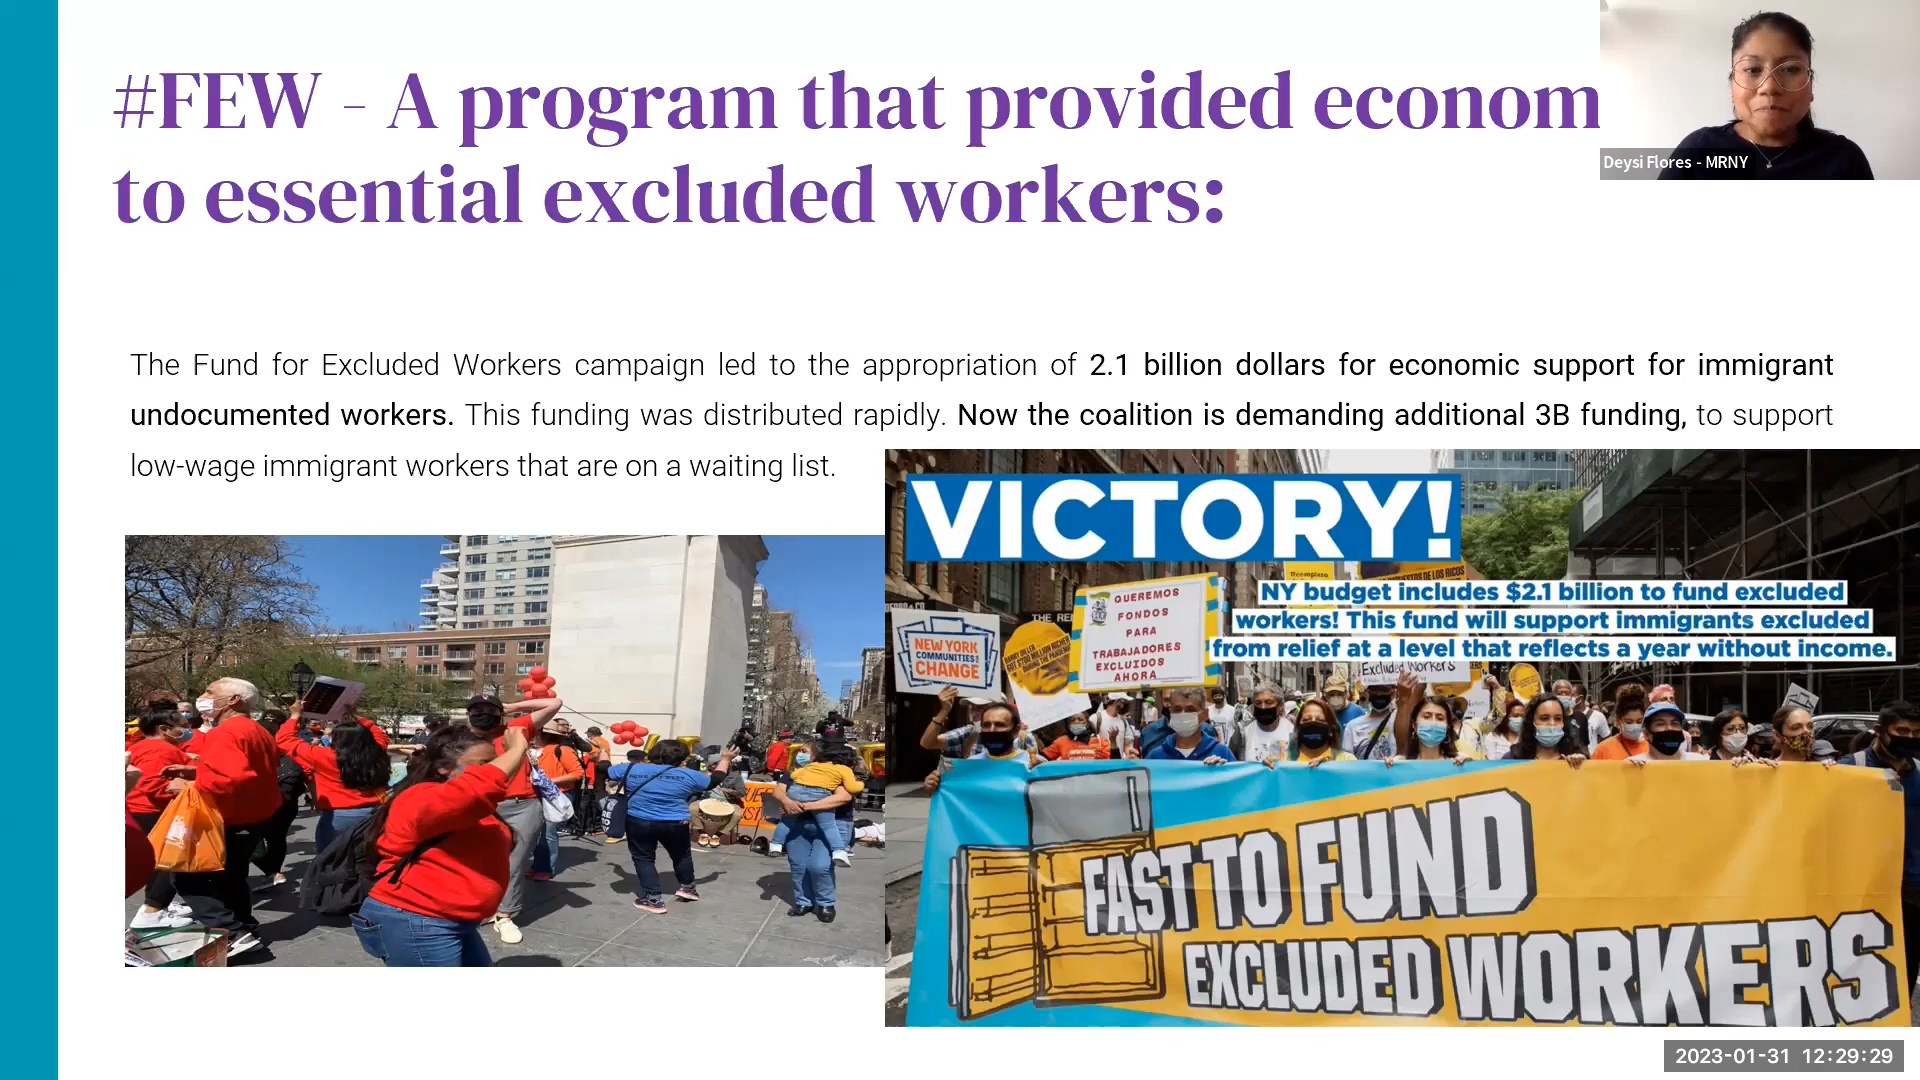 #FEW - A program that provided econom
to essential excluded workers:
Deysi Flores - MRNY
The Fund for Excluded Workers campaign led to the appropriation of 2.1 billion dollars for economic support for immigrant
undocumented workers. This funding was distributed rapidly. Now the coalition is demanding additional 3B funding, to support
low-wage immigrant workers that are on a waiting list.
VICTORY!
NY budget includes $2.1 billion to fund excluded
workers! This fund will support immigrants excluded
from relief at a level that reflects a year without income.
NEW YORK
COMMUNITIES
CHANGE
QUEREMOS
FONDOS
PARA
TRABAJADORES
EXCLUIDOS
AHORA
Excluded Workers
FAST TO FUND
EXCLUDED WORKERS
2023-01-31 12:29:29